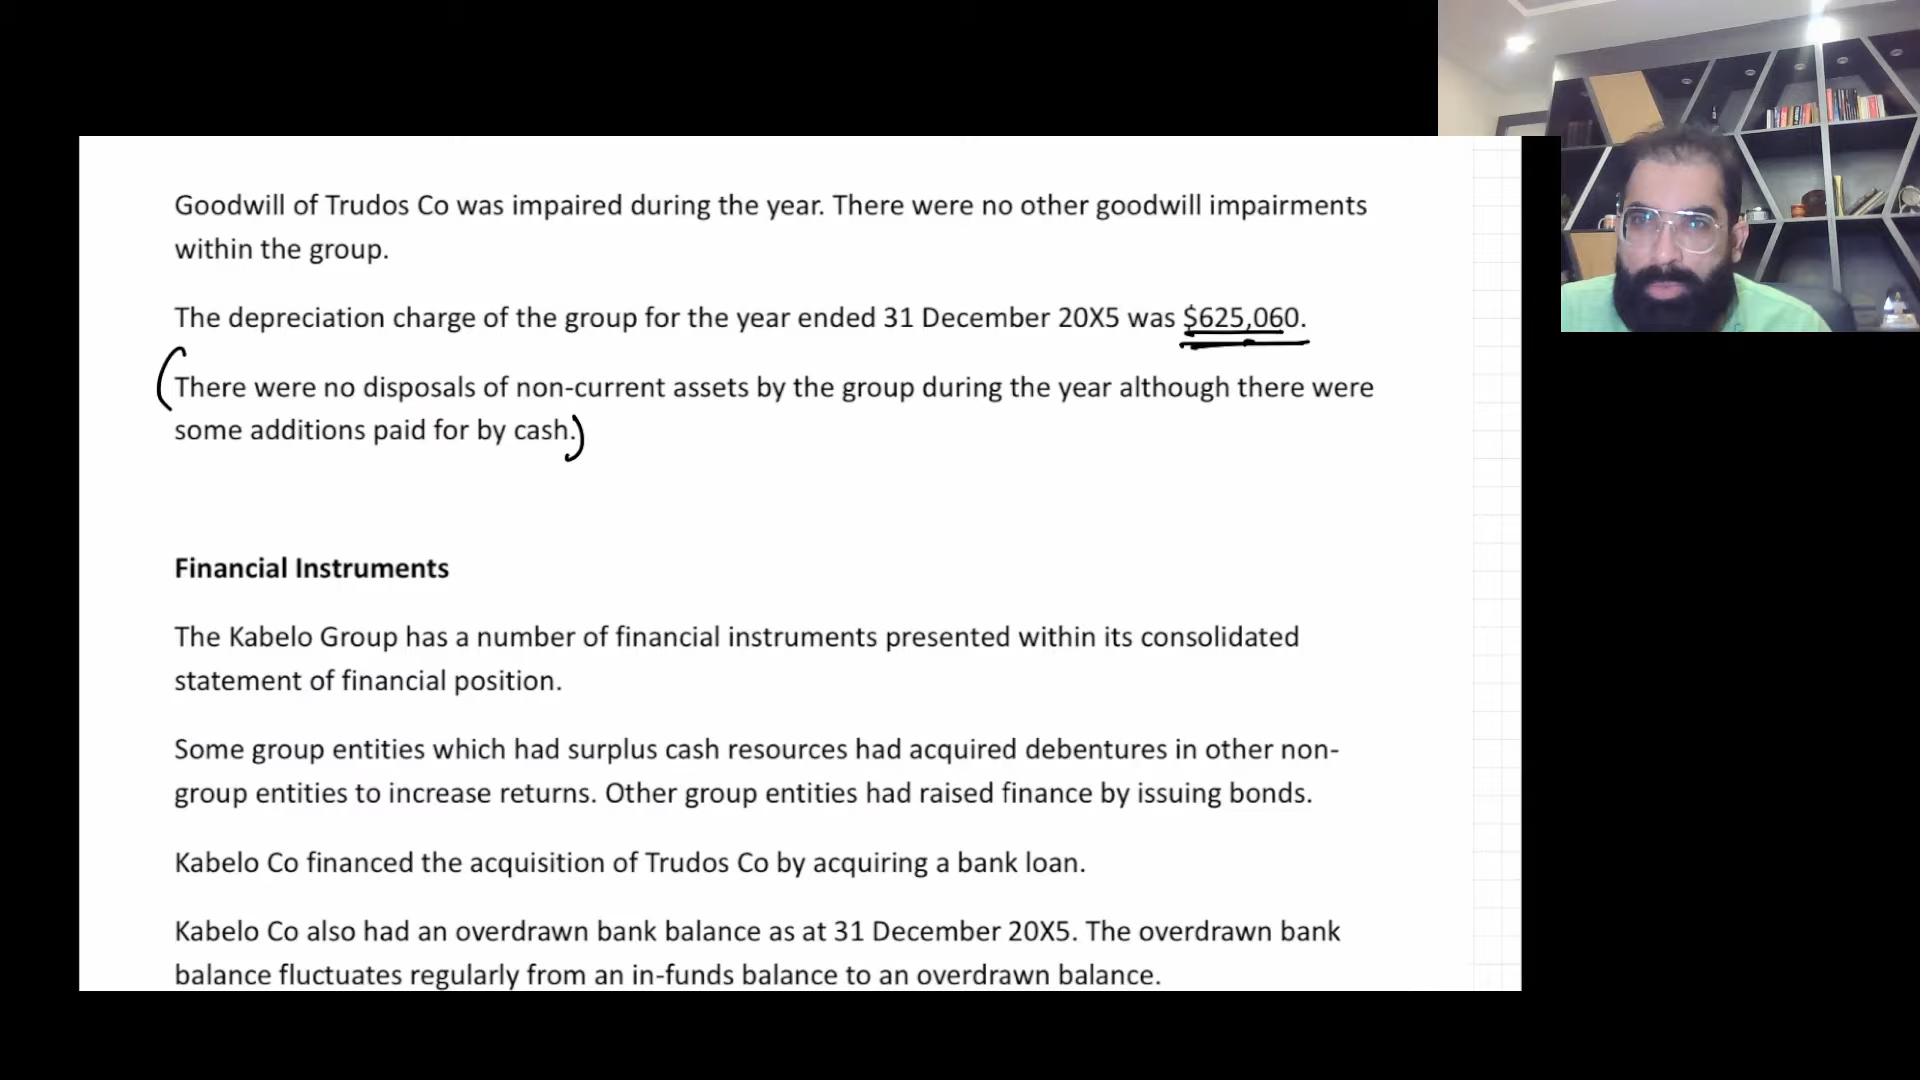 Goodwill of Trudos Co was impaired during the year. There were no other goodwill impairments
within the group.
The depreciation charge of the group for the year ended 31 December 20X5 was $625,060.
There were no disposals of non-current assets by the group during the year although there were
some additions paid for by cash.
Financial Instruments
The Kabelo Group has a number of financial instruments presented within its consolidated
statement of financial position.
Some group entities which had surplus cash resources had acquired debentures in other non-
group entities to increase returns. Other group entities had raised finance by issuing bonds.
Kabelo Co financed the acquisition of Trudos Co by acquiring a bank loan.
Kabelo Co also had an overdrawn bank balance as at 31 December 20X5. The overdrawn bank
balance fluctuates regularly from an in-funds balance to an overdrawn balance.